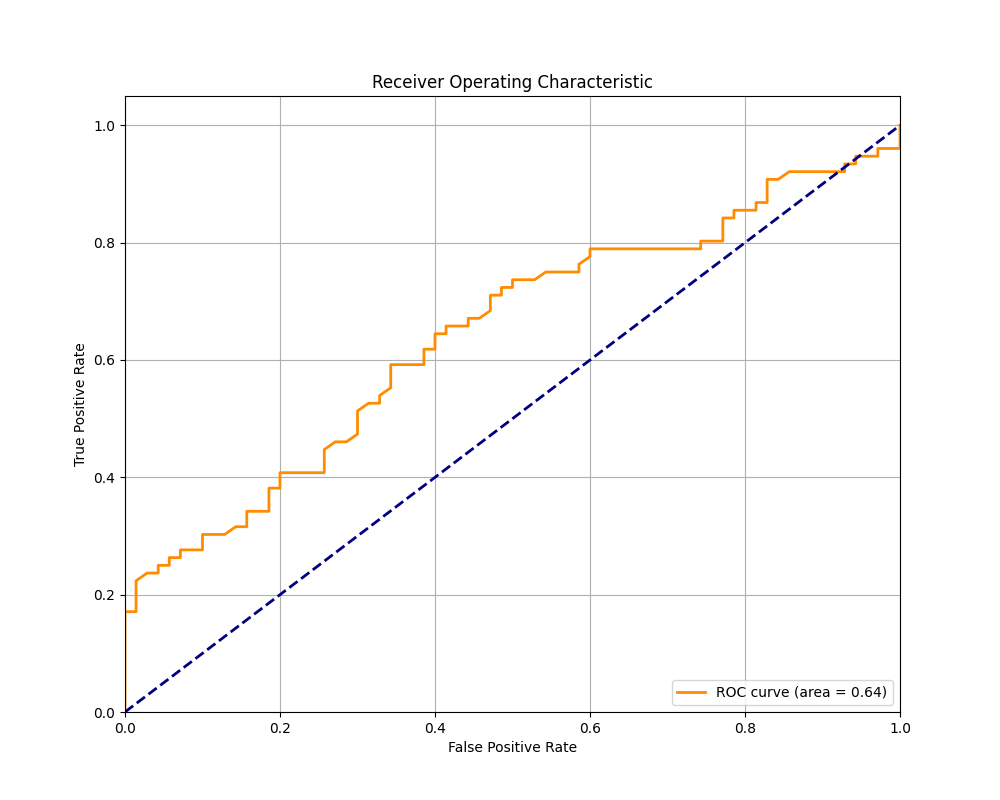 Receiver Operating Characteristic
True Positive Rate
1.0
0.8
0.6
0.4
0.2
0.0
ROC curve (area = 0.64)
0.0 0.2 0.4 0.6 0.8 1.0
False Positive Rate